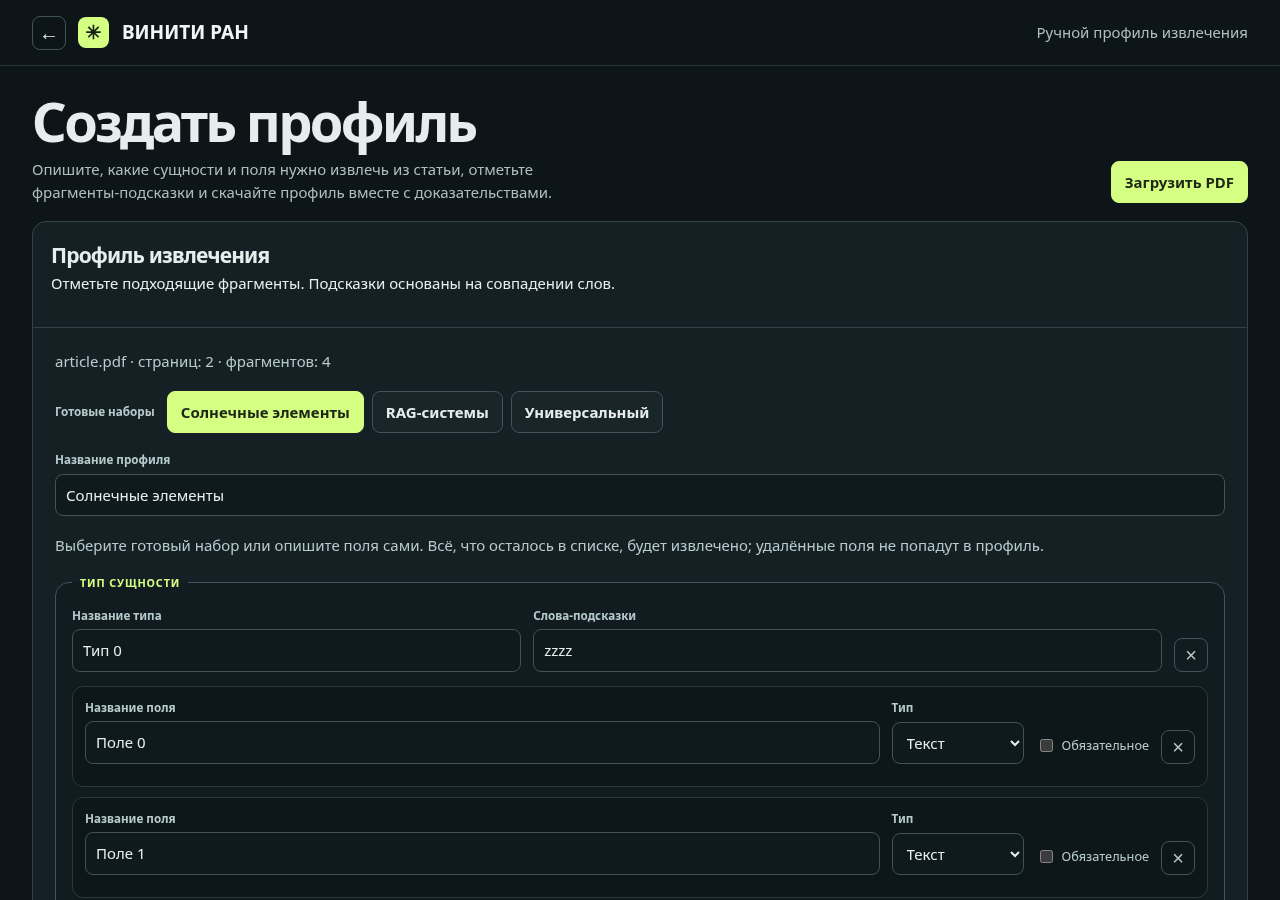 ← ВИНИТИ РАН
Ручной профиль извлечения
Создать профиль
Опишите, какие сущности и поля нужно извлечь из статьи, отметьте
фрагменты-подсказки и скачайте профиль вместе с доказательствами.
Загрузить PDF
Профиль извлечения
Отметьте подходящие фрагменты. Подсказки основаны на совпадении слов.
article.pdf · страниц: 2 · фрагментов: 4
Готовые наборы Солнечные элементы RAG-системы Универсальный
Название профиля
Солнечные элементы
Выберите готовый набор или опишите поля сами. Всё, что осталось в списке, будет извлечено; удалённые поля не попадут в профиль.
ТИП СУЩНОСТИ
Название типа Слова-подсказки
Тип 0 zzzz ×
Название поля Тип
Поле 0 Текст Обязательное ×
Название поля Тип
Поле 1 Текст Обязательное ×